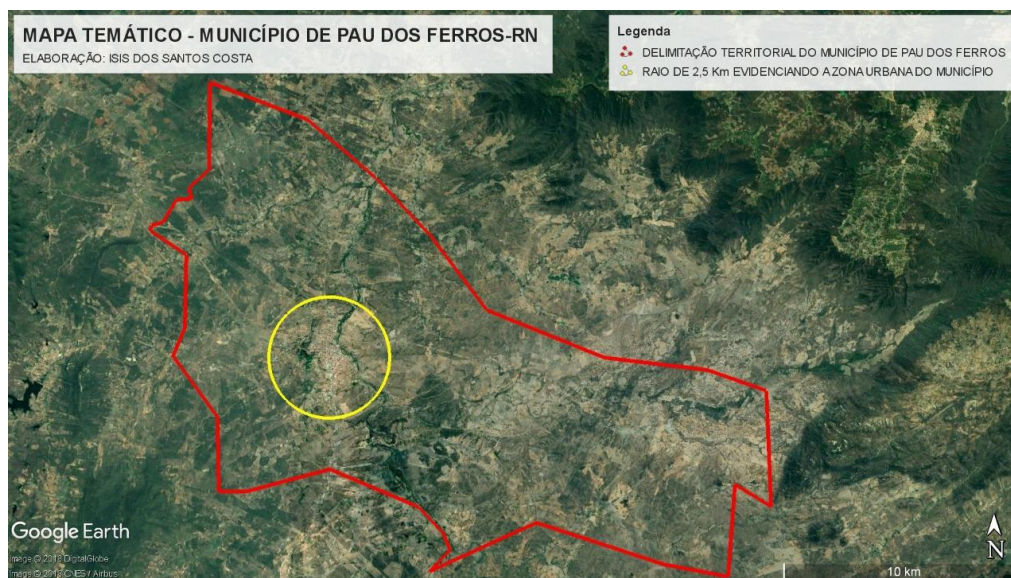 MAPA TEMÁTICO - MUNICÍPIO DE PAU DOS FERROS-RN
ELABORAÇÃO: ISIS DOS SANTOS COSTA
Legenda
DELIMITAÇÃO TERRITORIAL DO MUNICÍPIO DE PAU DOS FERROS
RAIO DE 2,5 Km EVIDENCIANDO A ZONA URBANA DO MUNICÍPIO
Google Earth
Image © 2018 DigitalGlobe
Image © 2018 CNES / Airbus
N
10 km